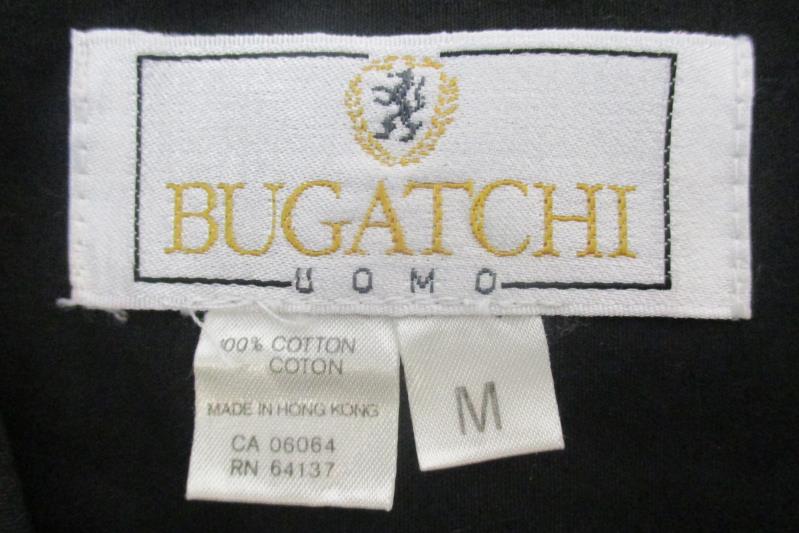 BUGATCHI
UOMO
100% COTTON
COTON
MADE IN HONG KONG
CA 06064
RN 64137
M